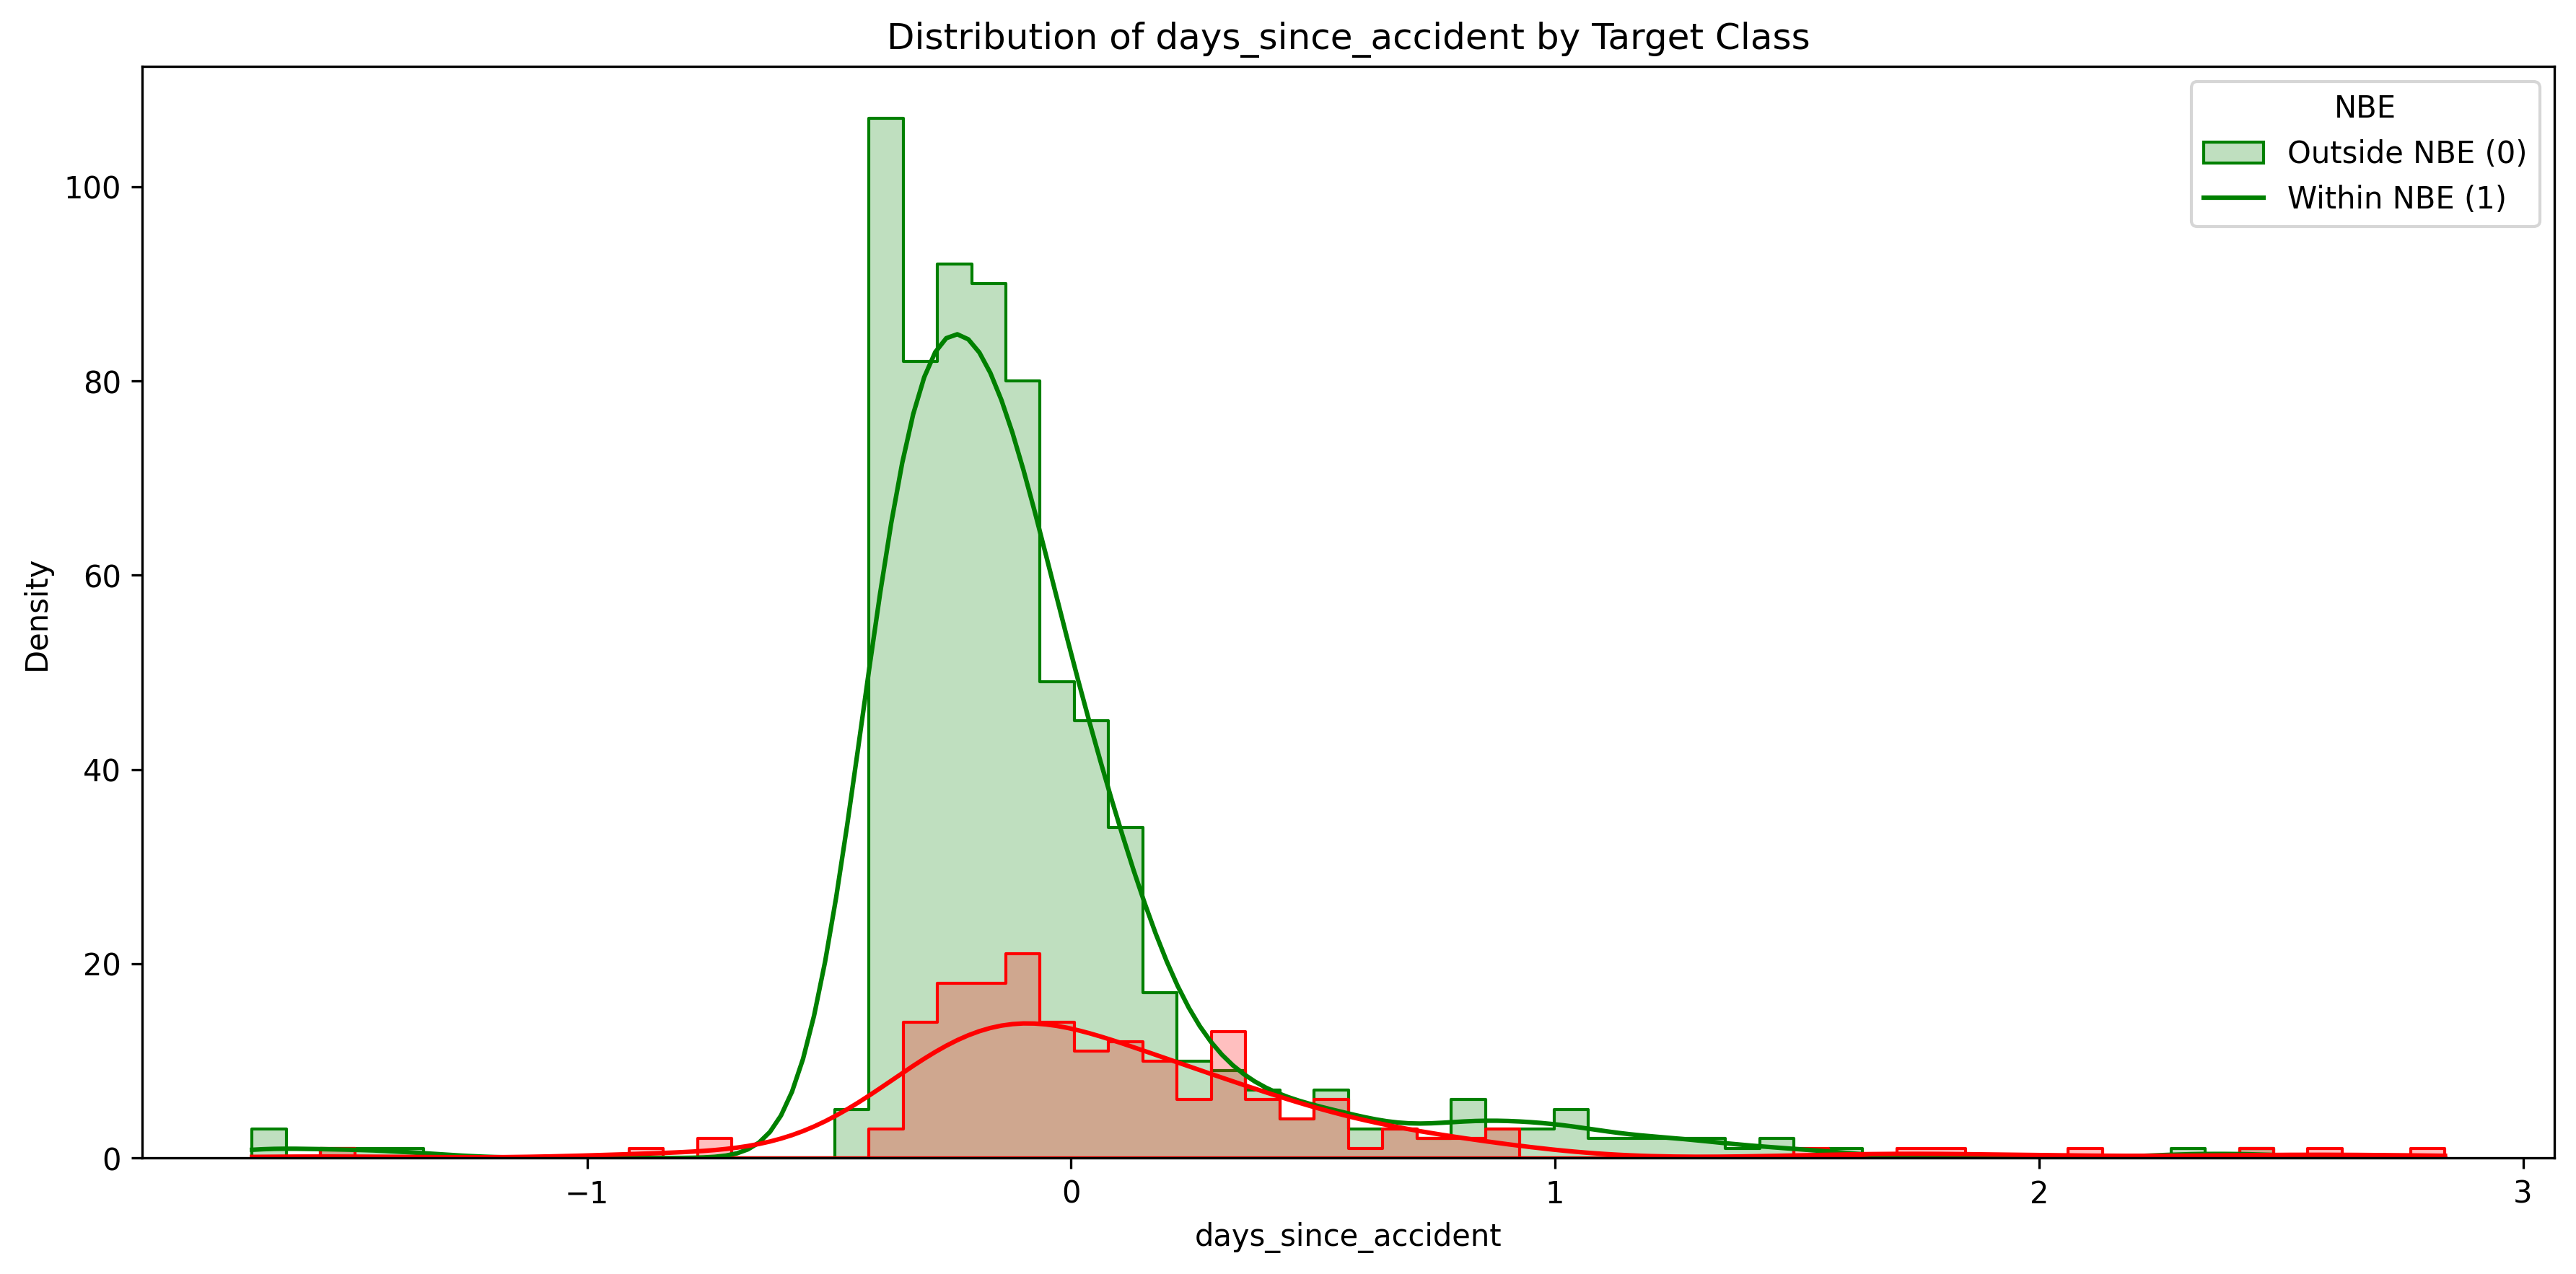 Distribution of days_since_accident by Target Class
NBE
Outside NBE (0)
Within NBE (1)
Density
100
80
60
40
20
0
−1
0
1
2
3
days_since_accident